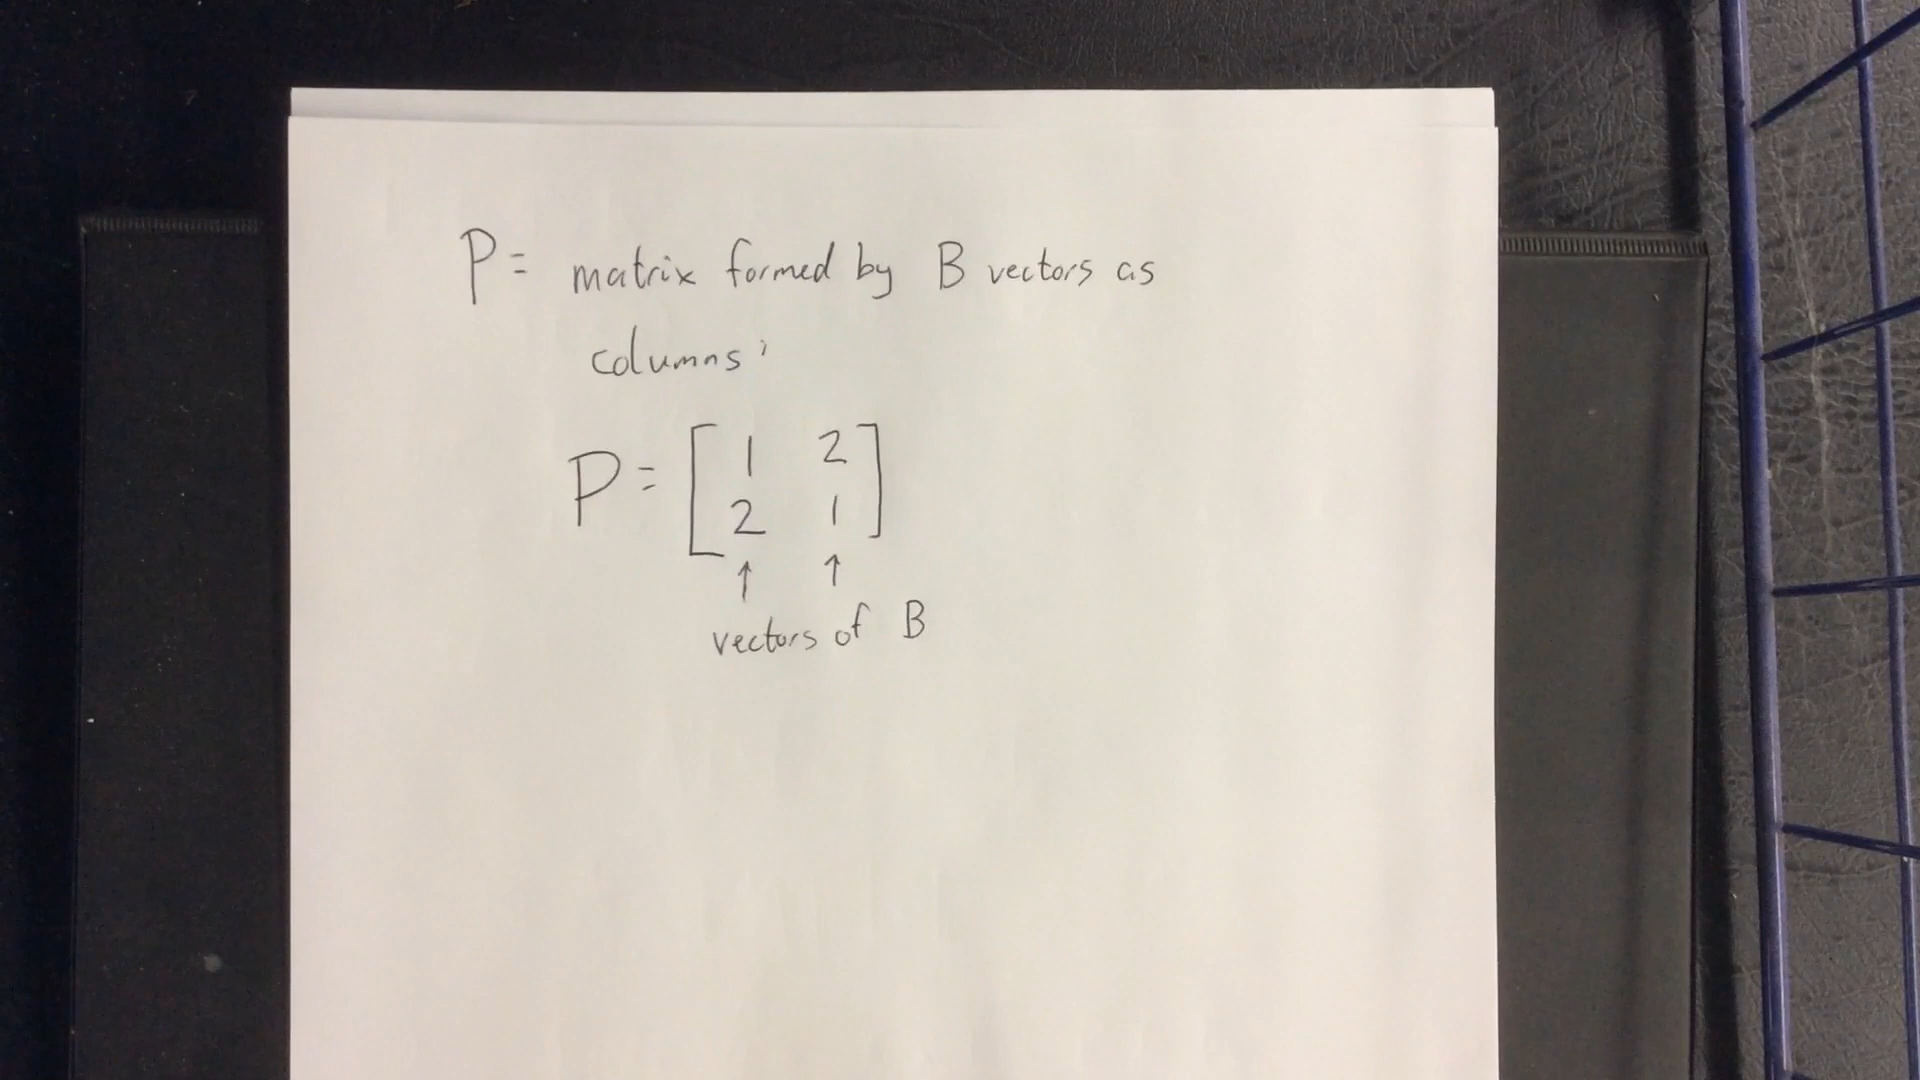 P = matrix formed by B vectors as
columns:
P = [1 2
2 1]
↑ ↑
vectors of B